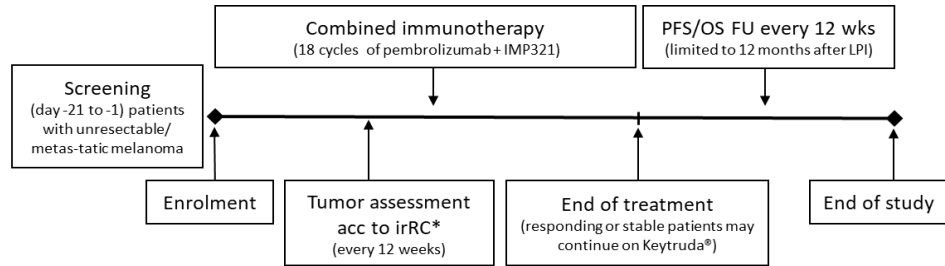 Combined immunotherapy
(18 cycles of pembrolizumab + IMP321)
PFS/OS FU every 12 wks
(limited to 12 months after LPI)
Screening
(day -21 to -1) patients
with unresectable/
metas-tatic melanoma
Enrolment
Tumor assessment
acc to irRC*
(every 12 weeks)
End of treatment
(responding or stable patients may
continue on Keytruda®)
End of study